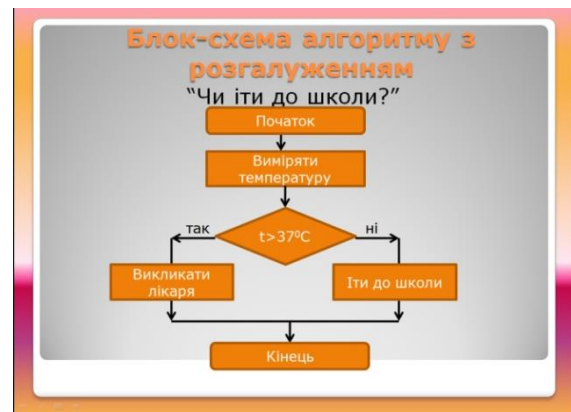 Блок-схема алгоритму з
розгалуженням
“Чи іти до школи?”
Початок
Виміряти
температуру
так
t>37⁰C
ні
Викликати
лікаря
Іти до школи
Кінець